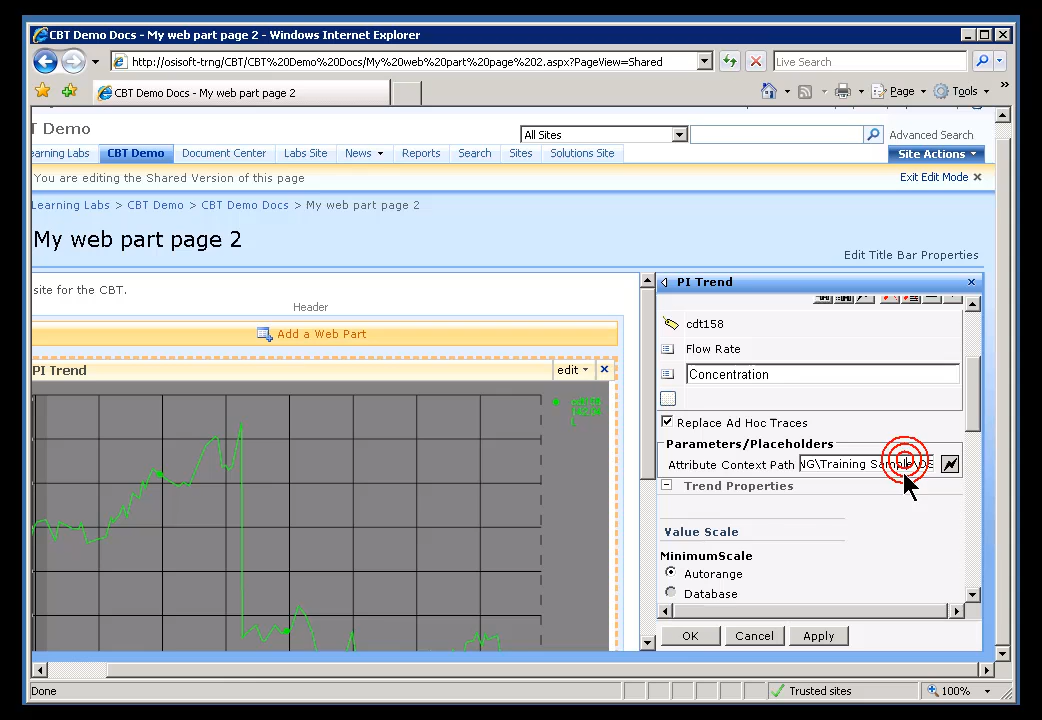 CBT Demo Docs - My web part page 2 - Windows Internet Explorer
http://osisoft-trng/CBT/CBT%20Demo%20Docs/My%20web%20part%20page%202.aspx?PageView=Shared
Live Search
CBT Demo Docs - My web part page 2
Page
Tools
T Demo
All Sites
Advanced Search
earning Labs
CBT Demo
Document Center
Labs Site
News
Reports
Search
Sites
Solutions Site
Site Actions
You are editing the Shared Version of this page
Exit Edit Mode
Learning Labs > CBT Demo > CBT Demo Docs > My web part page 2
My web part page 2
Edit Title Bar Properties
site for the CBT.
Header
Add a Web Part
PI Trend
edit
PI Trend
cdt158
Flow Rate
Concentration
Replace Ad Hoc Traces
Parameters/Placeholders
Attribute Context Path
NG\Training Sample\DS
Trend Properties
Value Scale
MinimumScale
Autorange
Database
OK
Cancel
Apply
Done
Trusted sites
100%